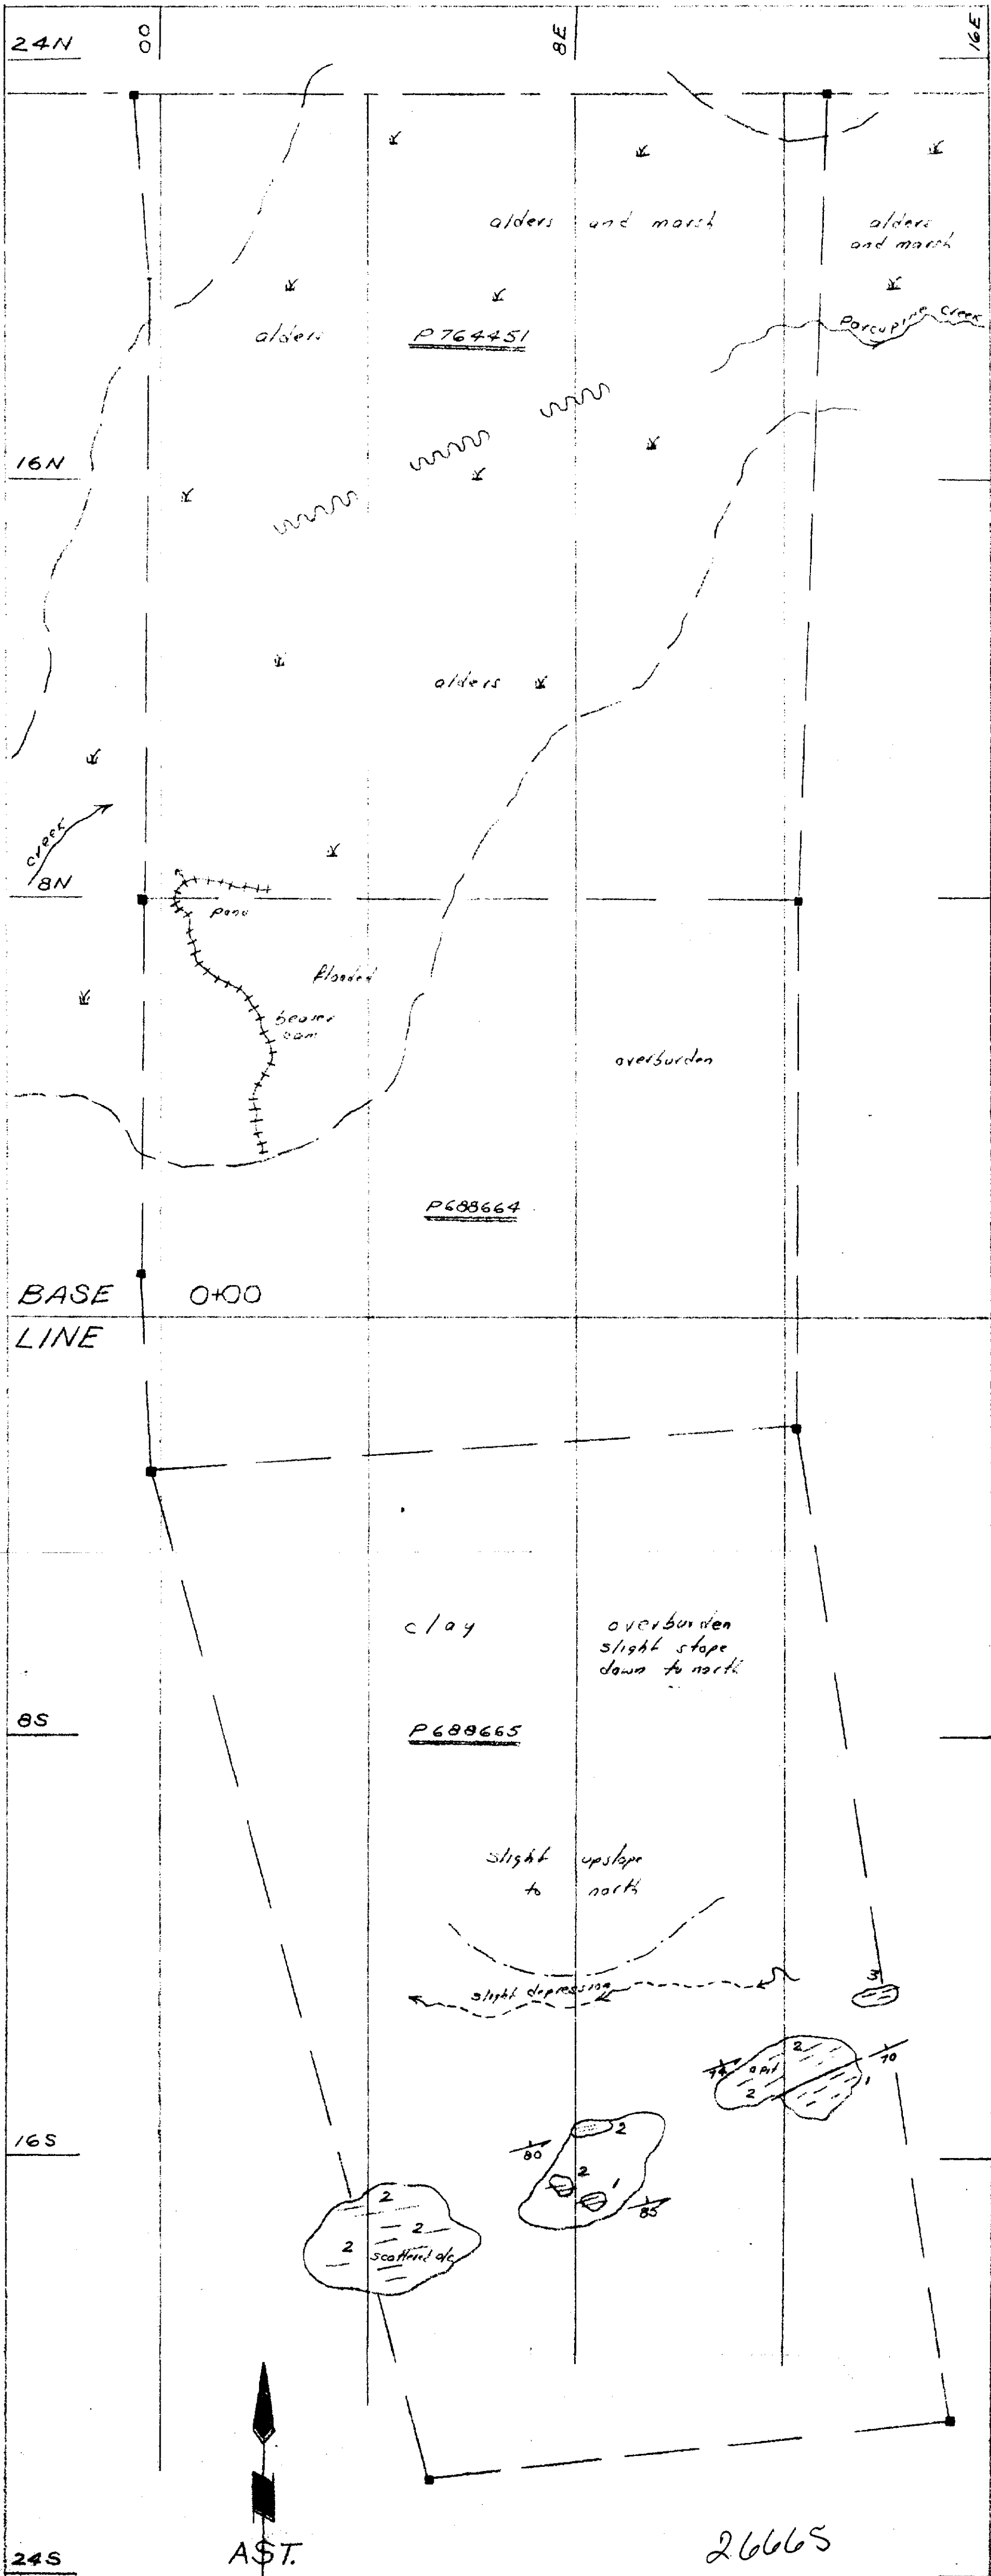 24N
00
8E
16E
alders and marsh
alders
and marsh
Porcupine Creek
alders
P764451
16N
alders
creek
8N
pond
flooded
beaver
dam
overburden
P688664
BASE 0+00
LINE
clay
overburden
slight slope
down to north
8S
P688665
slight upslope
to north
slight depression
3
2
74
a pit
70
2
1
16S
80
2
2
1
85
2
2
2
scattered o/c
AST.
26665
24S